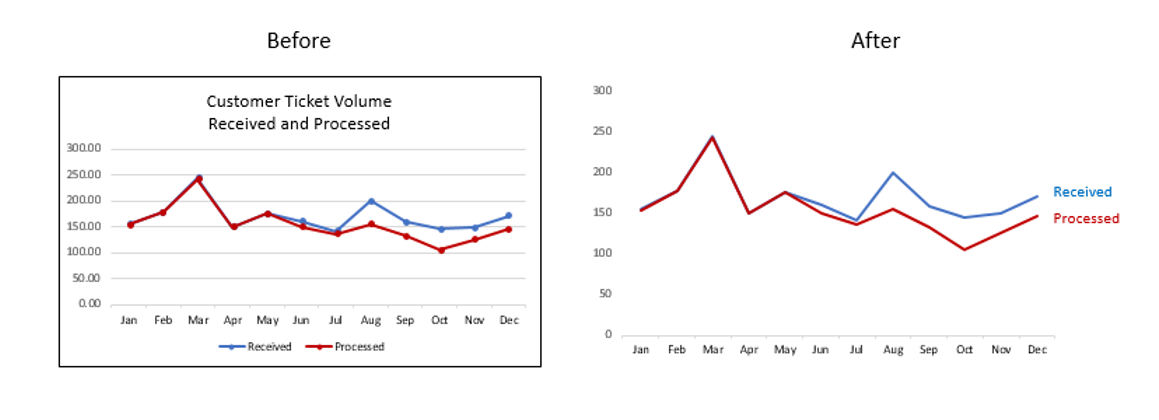 Before
After
Customer Ticket Volume
Received and Processed
300.00
250.00
200.00
150.00
100.00
50.00
0.00
Jan Feb Mar Apr May Jun Jul Aug Sep Oct Nov Dec
Received Processed
300
250
200
150
100
50
0
Jan Feb Mar Apr May Jun Jul Aug Sep Oct Nov Dec
Received
Processed